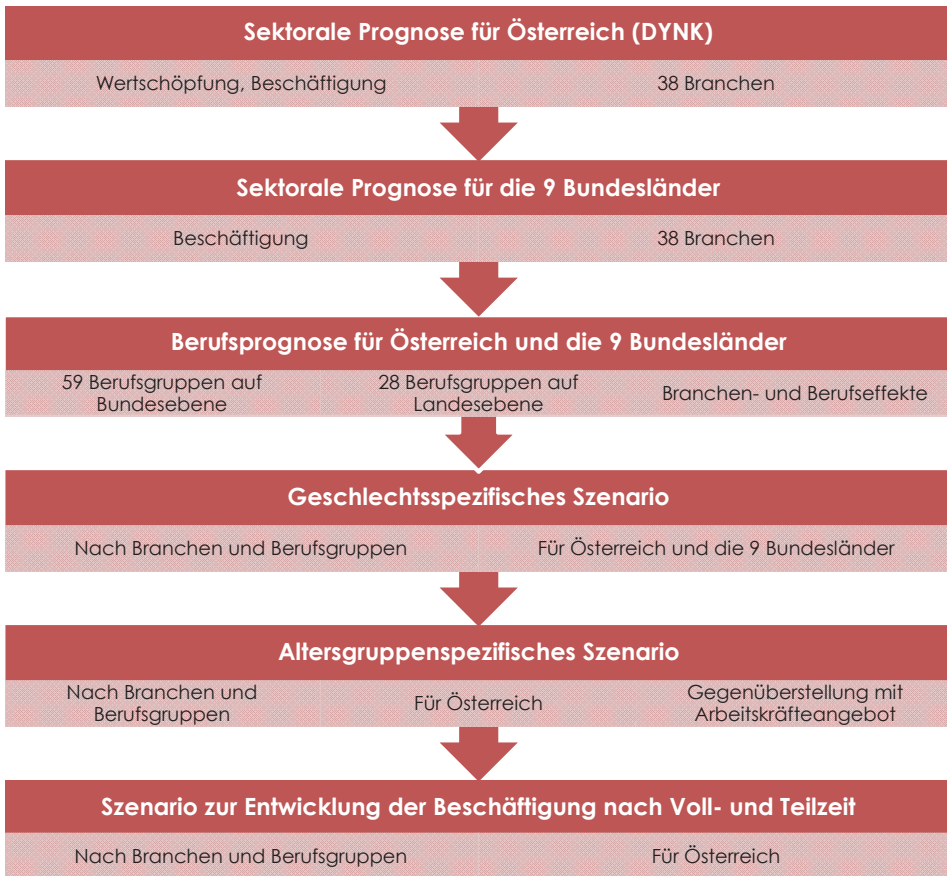 Sektorale Prognose für Österreich (DYNK)
Wertschöpfung, Beschäftigung
38 Branchen
Sektorale Prognose für die 9 Bundesländer
Beschäftigung
38 Branchen
Berufsprognose für Österreich und die 9 Bundesländer
59 Berufsgruppen auf
Bundesebene
28 Berufsgruppen auf
Landesebene
Branchen- und Berufseffekte
Geschlechtsspezifisches Szenario
Nach Branchen und Berufsgruppen
Für Österreich und die 9 Bundesländer
Altersgruppenspezifisches Szenario
Nach Branchen und
Berufsgruppen
Für Österreich
Gegenüberstellung mit
Arbeitskräfteangebot
Szenario zur Entwicklung der Beschäftigung nach Voll- und Teilzeit
Nach Branchen und Berufsgruppen
Für Österreich